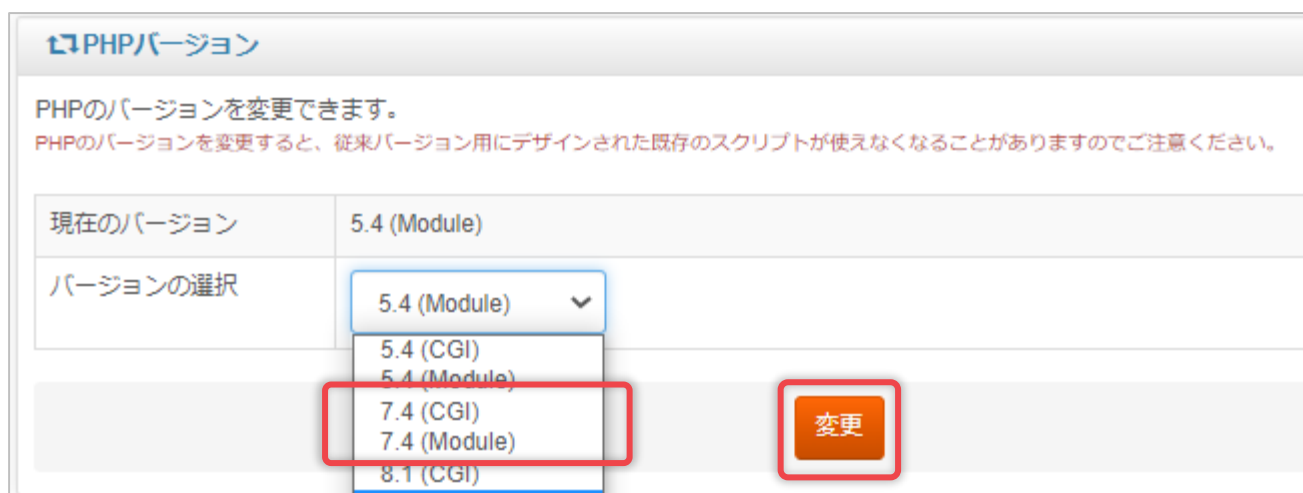 PHPバージョン
PHPのバージョンを変更できます。
PHPのバージョンを変更すると、従来バージョン用にデザインされた既存のスクリプトが使えなくなることがありますのでご注意ください。
現在のバージョン 5.4 (Module)
バージョンの選択 5.4 (Module)
5.4 (CGI)
5.4 (Module)
7.4 (CGI)
7.4 (Module)
変更
8.1 (CGI)